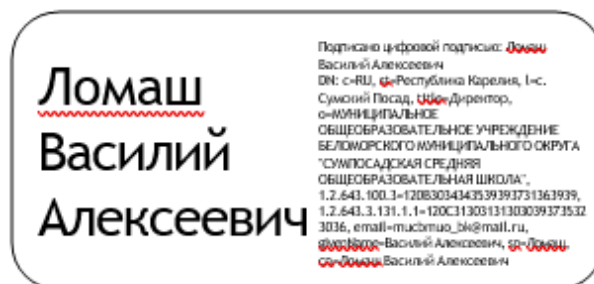 Ломаш
Василий
Алексеевич
Подписано цифровой подписью: Ломаш
Василий Алексеевич
DN: c=RU, st=Республика Карелия, l=с.
Сумский Посад, title=Директор,
o=МУНИЦИПАЛЬНОЕ
ОБЩЕОБРАЗОВАТЕЛЬНОЕ УЧРЕЖДЕНИЕ
БЕЛОМОРСКОГО МУНИЦИПАЛЬНОГО ОКРУГА
"СУМПОСАДСКАЯ СРЕДНЯЯ
ОБЩЕОБРАЗОВАТЕЛЬНАЯ ШКОЛА",
1.2.643.100.3=120B3034343539393731363939,
1.2.643.3.131.1.1=120C31303131303039373532
3036, email=mucbmuo_bk@mail.ru,
givenName=Василий Алексеевич, sn=Ломаш,
cn=Ломаш Василий Алексеевич